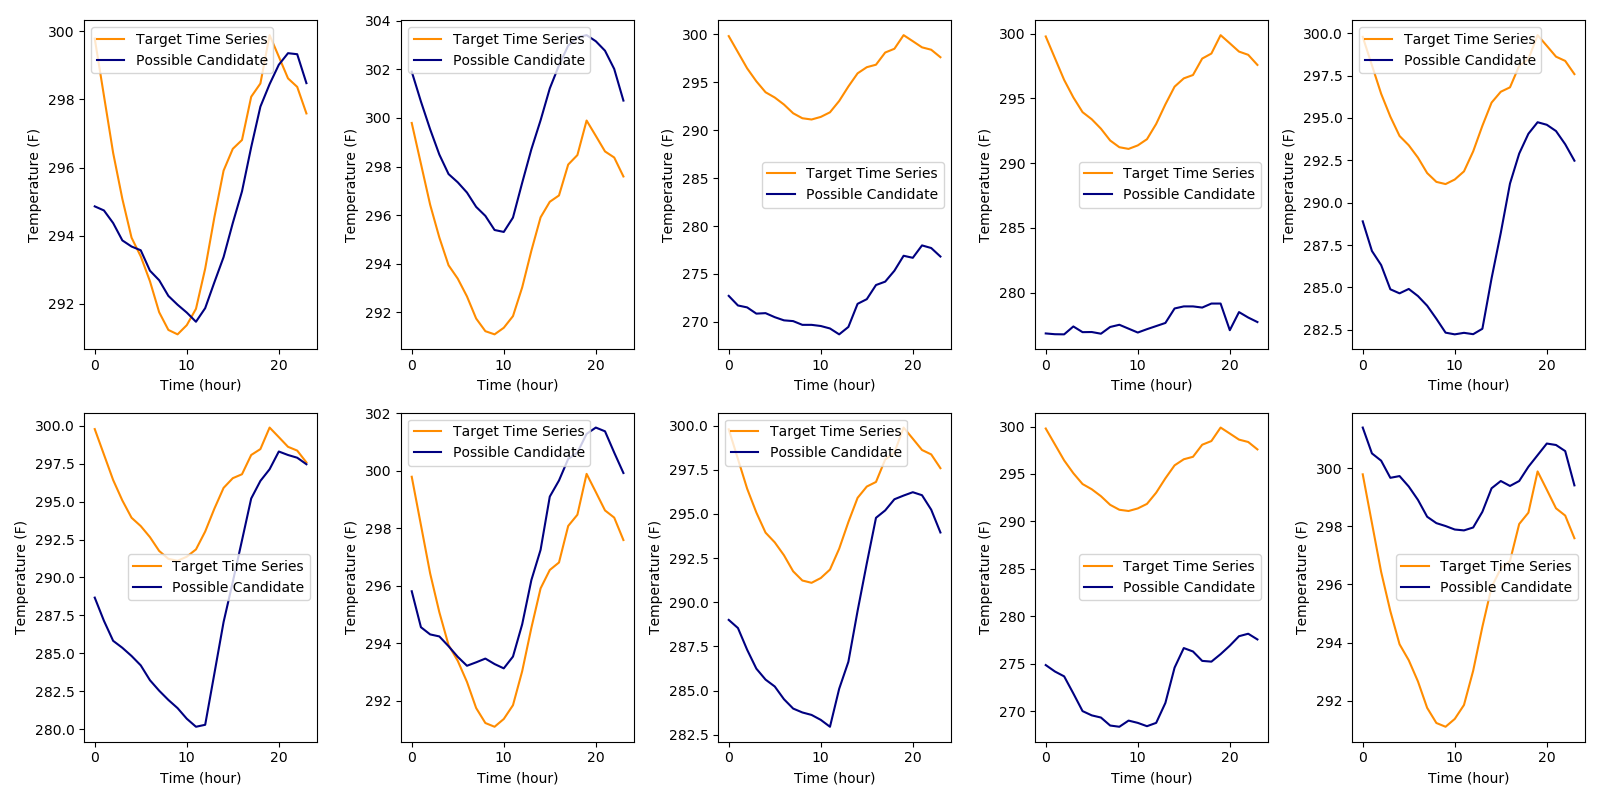 300
298
296
294
292
Temperature (F)
Target Time Series
Possible Candidate
0
10
20
Time (hour)
304
302
300
298
296
294
292
Temperature (F)
Target Time Series
Possible Candidate
0
10
20
Time (hour)
300
295
290
285
280
275
270
Temperature (F)
Target Time Series
Possible Candidate
0
10
20
Time (hour)
300
295
290
285
280
Temperature (F)
Target Time Series
Possible Candidate
0
10
20
Time (hour)
300.0
297.5
295.0
292.5
290.0
287.5
285.0
282.5
Temperature (F)
Target Time Series
Possible Candidate
0
10
20
Time (hour)
300.0
297.5
295.0
292.5
290.0
287.5
285.0
282.5
280.0
Temperature (F)
Target Time Series
Possible Candidate
0
10
20
Time (hour)
302
300
298
296
294
292
Temperature (F)
Target Time Series
Possible Candidate
0
10
20
Time (hour)
300.0
297.5
295.0
292.5
290.0
287.5
285.0
282.5
Temperature (F)
Target Time Series
Possible Candidate
0
10
20
Time (hour)
300
295
290
285
280
275
270
Temperature (F)
Target Time Series
Possible Candidate
0
10
20
Time (hour)
300
298
296
294
292
Temperature (F)
Target Time Series
Possible Candidate
0
10
20
Time (hour)